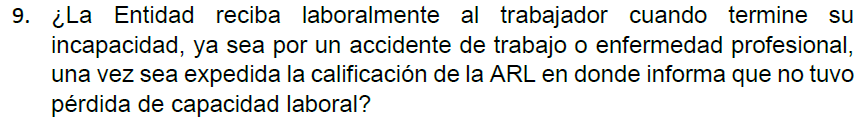 9. ¿La Entidad reciba laboralmente al trabajador cuando termine su
incapacidad, ya sea por un accidente de trabajo o enfermedad profesional,
una vez sea expedida la calificación de la ARL en donde informa que no tuvo
pérdida de capacidad laboral?